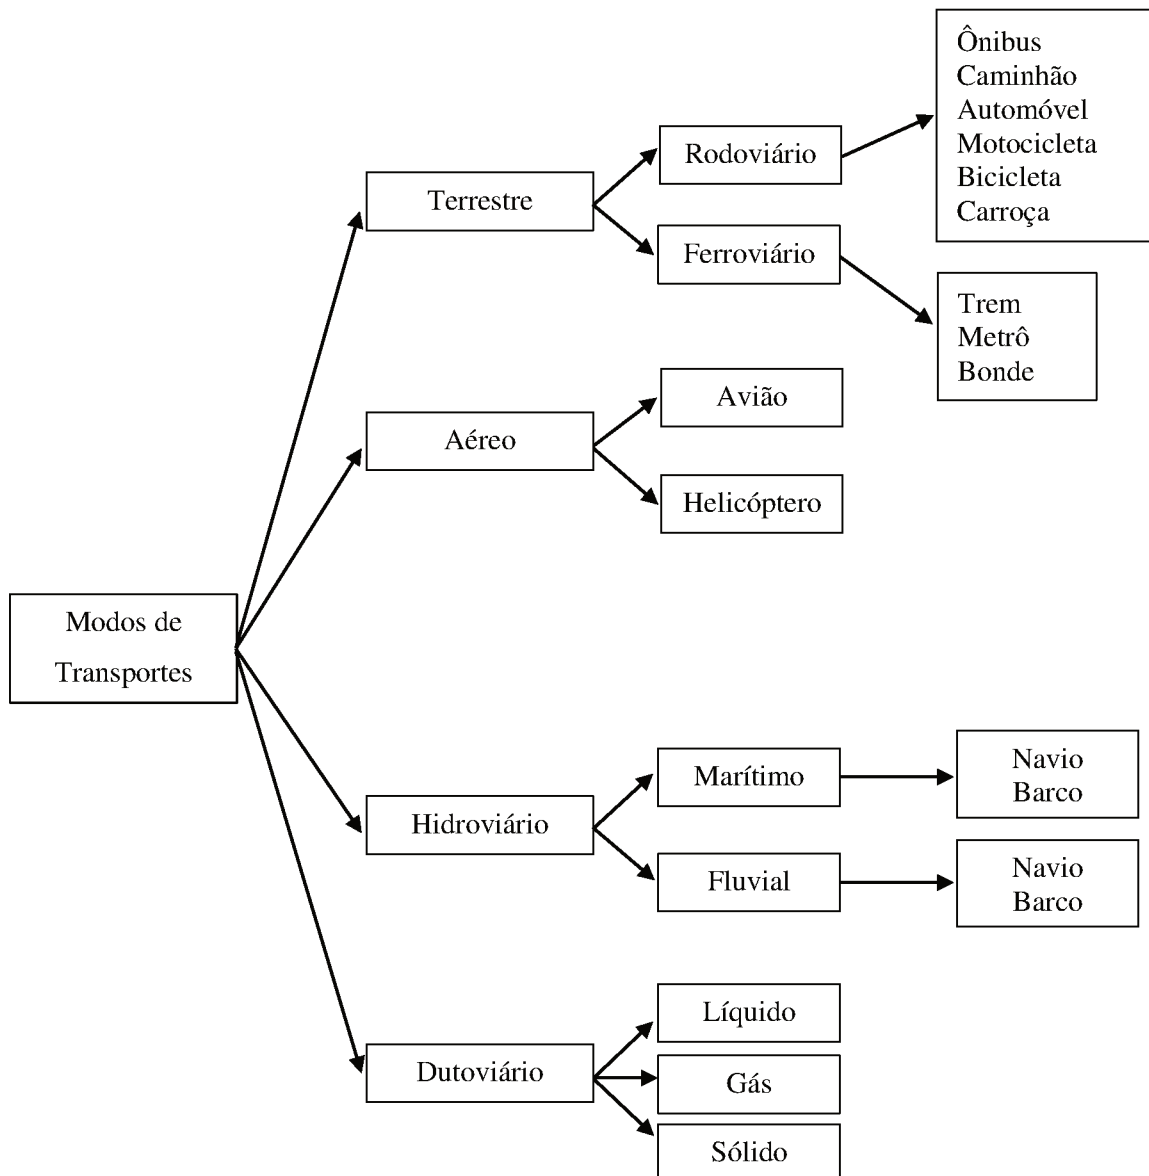 Modos de
Transportes
Terrestre
Rodoviário
Ônibus
Caminhão
Automóvel
Motocicleta
Bicicleta
Carroça
Ferroviário
Trem
Metrô
Bonde
Aéreo
Avião
Helicóptero
Hidroviário
Marítimo
Navio
Barco
Fluvial
Navio
Barco
Dutoviário
Líquido
Gás
Sólido